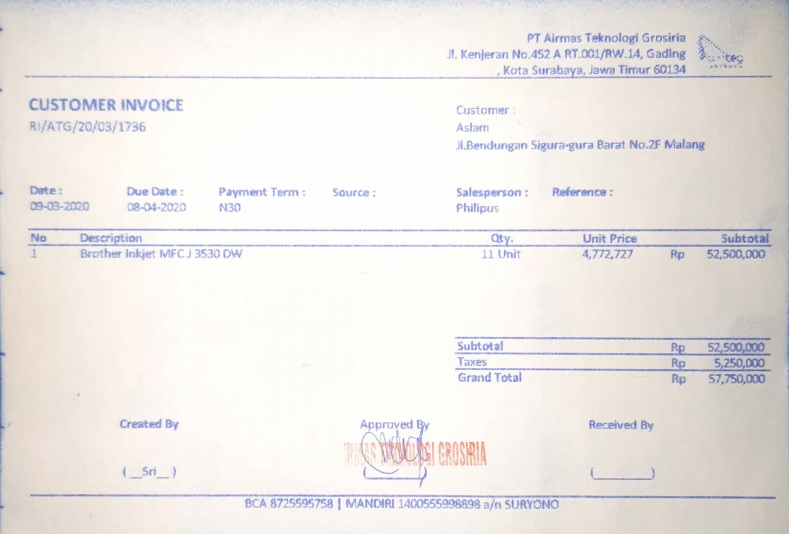 PT Airmas Teknologi Grosiria
Jl. Kenjeran No.452 A RT.001/RW.14, Gading
, Kota Surabaya, Jawa Timur 60134
CUSTOMER INVOICE
RI/ATG/20/03/1736
Customer :
Aslam
Jl.Bendungan Sigura-gura Barat No.2F Malang
Date : Due Date : Payment Term : Source : Salesperson : Reference :
09-03-2020 08-04-2020 N30 Philipus
No Description Qty. Unit Price Subtotal
1 Brother Inkjet MFC J 3530 DW 11 Unit 4,772,727 Rp 52,500,000
Subtotal Rp 52,500,000
Taxes Rp 5,250,000
Grand Total Rp 57,750,000
Created By Approved By Received By
TEKNOLOGI GROSIRIA
(__Sri__) (________) (________)
BCA 8725595758 | MANDIRI 1400555998898 a/n SURYONO